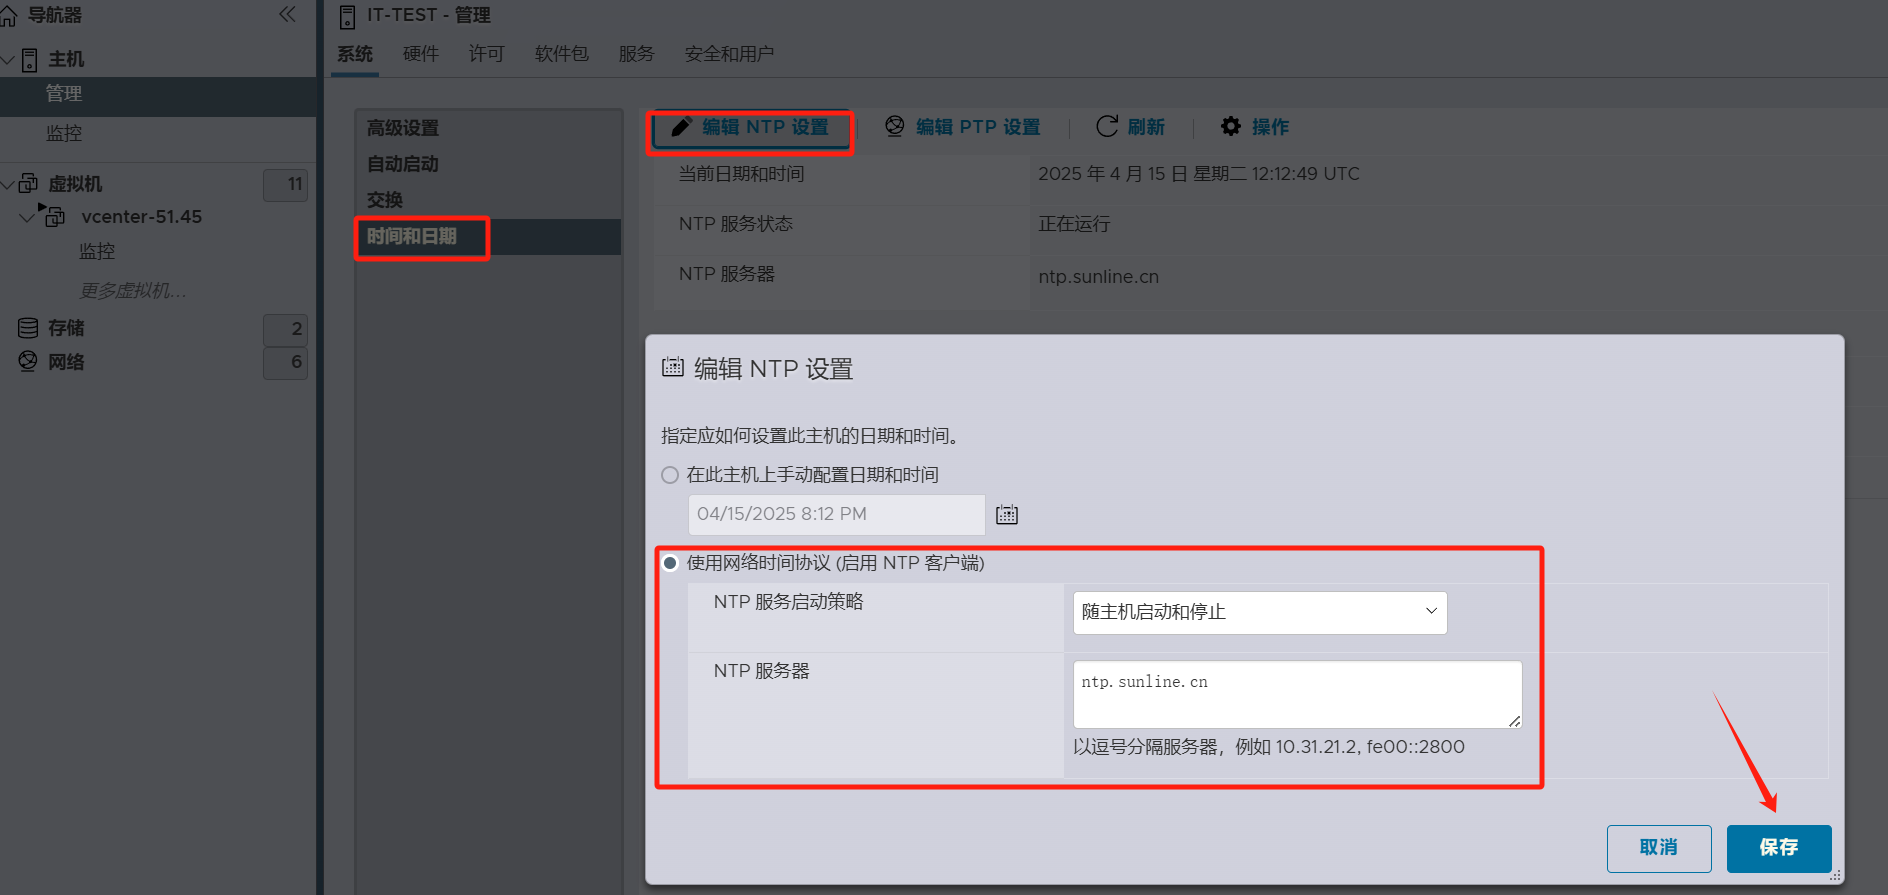 导航器
主机
管理
监控
虚拟机
11
vcenter-51.45
监控
更多虚拟机...
存储
2
网络
6
IT-TEST - 管理
系统 硬件 许可 软件包 服务 安全和用户
高级设置
自动启动
交换
时间和日期
编辑 NTP 设置 编辑 PTP 设置 刷新 操作
当前日期和时间 2025 年 4 月 15 日 星期二 12:12:49 UTC
NTP 服务状态 正在运行
NTP 服务器 ntp.sunline.cn
编辑 NTP 设置
指定应如何设置此主机的日期和时间。
在此主机上手动配置日期和时间
04/15/2025 8:12 PM
使用网络时间协议 (启用 NTP 客户端)
NTP 服务启动策略 随主机启动和停止
NTP 服务器 ntp.sunline.cn
以逗号分隔服务器，例如 10.31.21.2, fe00::2800
取消 保存